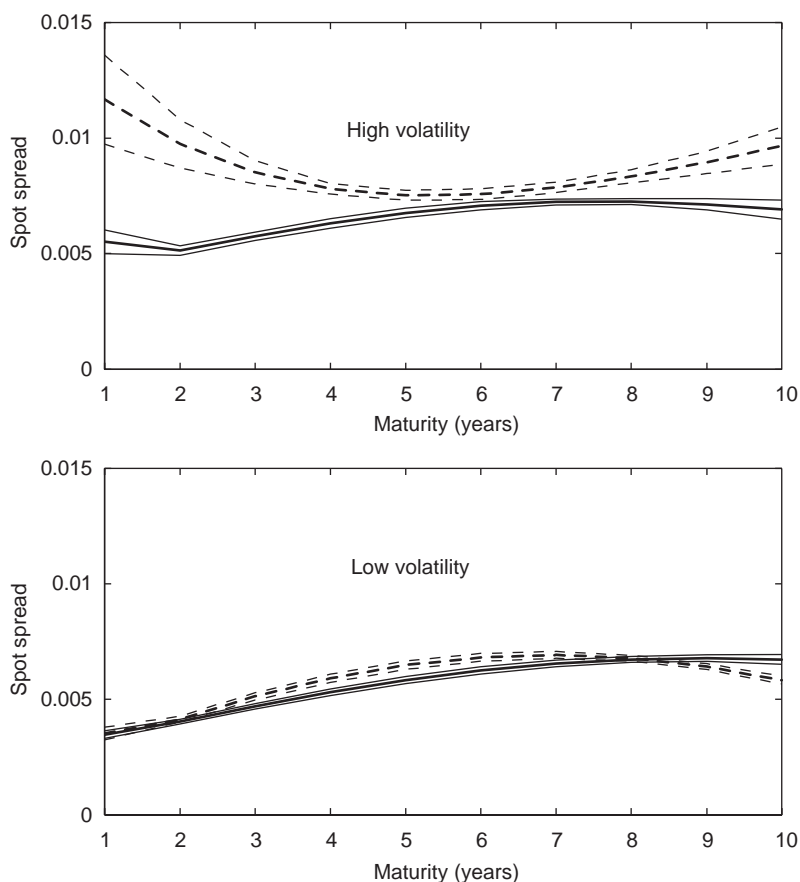 0.015
0.01
0.005
0
Spot spread
High volatility
1 2 3 4 5 6 7 8 9 10
Maturity (years)
0.015
0.01
0.005
0
Spot spread
Low volatility
1 2 3 4 5 6 7 8 9 10
Maturity (years)